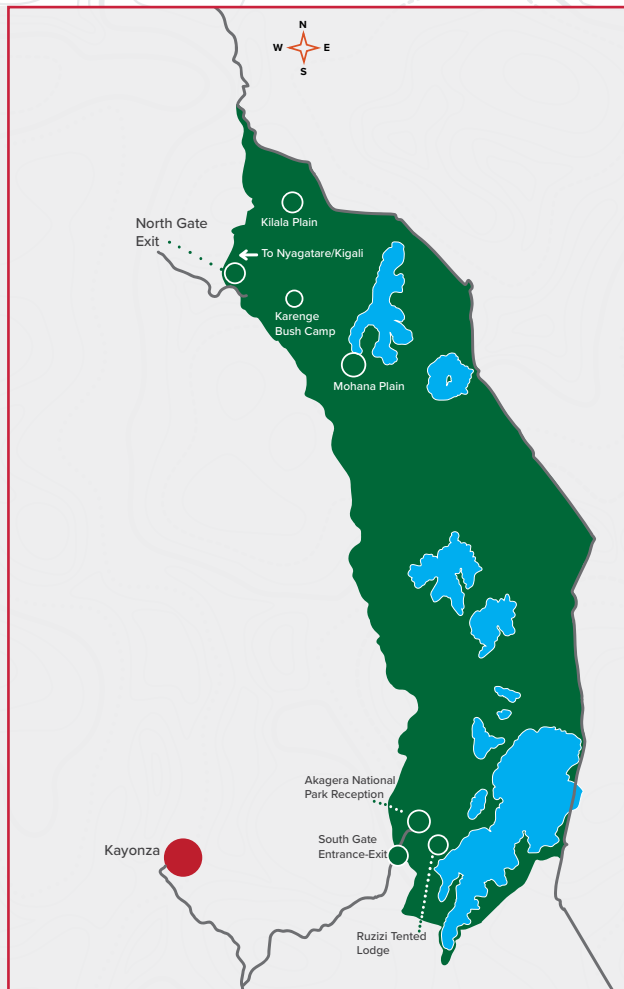 N
W
E
S
Kilala Plain
North Gate
Exit
To Nyagatare/Kigali
Karenge
Bush Camp
Mohana Plain
Akagera National
Park Reception
South Gate
Entrance-Exit
Kayonza
Ruzizi Tented
Lodge